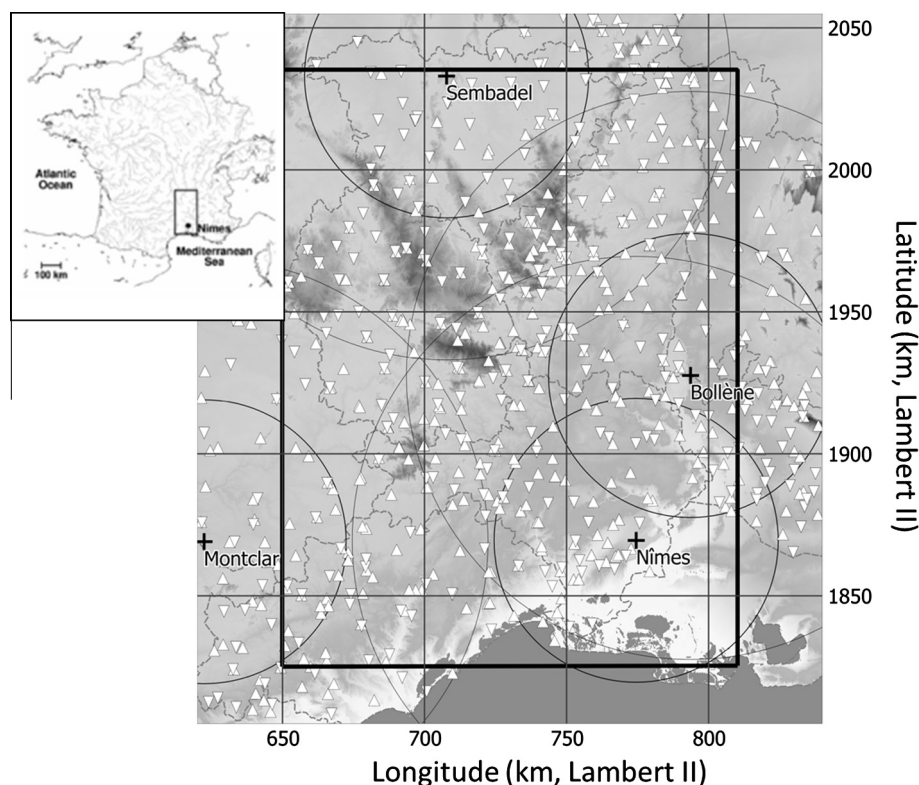 Atlantic
Ocean
Nimes
Mediterranean
Sea
100 km
Sembadel
Bollène
Montclar
Nîmes
2050
2000
1950
1900
1850
Latitude (km, Lambert II)
650
700
750
800
Longitude (km, Lambert II)